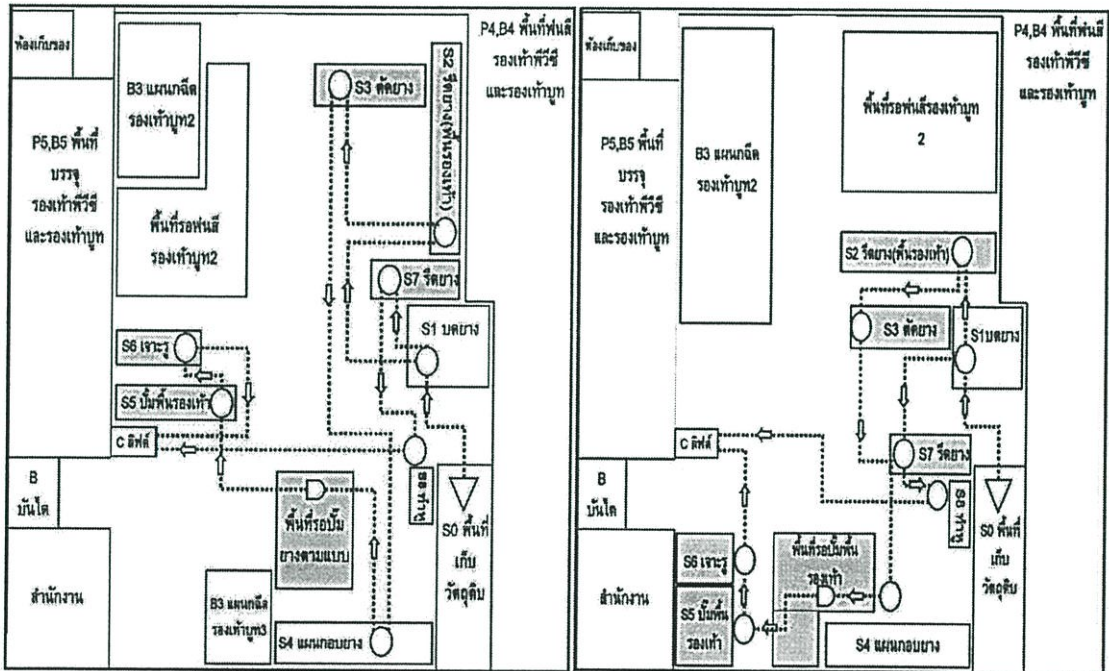 ห้องเก็บของ
P4,B4 พื้นที่พ่นสี
รองเท้าพีวีซี
และรองเท้าบูท
B3 แผนกฉีด
รองเท้าบูท2
S3 ตัดยาง
S2 รีดยาง(พื้นรองเท้า)
P5,B5 พื้นที่
บรรจุ
รองเท้าพีวีซี
และรองเท้าบูท
พื้นที่รอพ่นสี
รองเท้าบูท2
S7 รีดยาง
S1 บดยาง
S6 เจาะรู
S5 ปั๊มพื้นรองเท้า
C ลิฟต์
S8 ทำหู
B
บันได
พื้นที่รอปั๊ม
ยางตามแบบ
S0 พื้นที่
เก็บ
วัตถุดิบ
สำนักงาน
B3 แผนกฉีด
รองเท้าบูท3
S4 แผนกอบยาง
ห้องเก็บของ
P4,B4 พื้นที่พ่นสี
รองเท้าพีวีซี
และรองเท้าบูท
พื้นที่รอพ่นสีรองเท้าบูท
2
P5,B5 พื้นที่
บรรจุ
รองเท้าพีวีซี
และรองเท้าบูท
B3 แผนกฉีด
รองเท้าบูท2
S2 รีดยาง(พื้นรองเท้า)
S3 ตัดยาง
S1บดยาง
C ลิฟต์
S7 รีดยาง
S8 ทำหู
B
บันได
S0 พื้นที่
เก็บ
วัตถุดิบ
S6 เจาะรู
พื้นที่รอปั๊มพื้น
รองเท้า
สำนักงาน
S5 ปั๊มพื้น
รองเท้า
S4 แผนกอบยาง